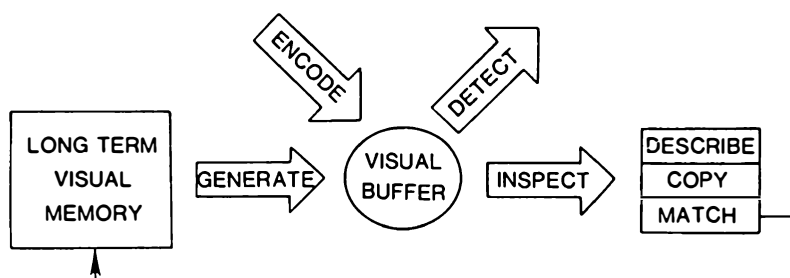 ENCODE
DETECT
LONG TERM
VISUAL
MEMORY
GENERATE
VISUAL
BUFFER
INSPECT
DESCRIBE
COPY
MATCH